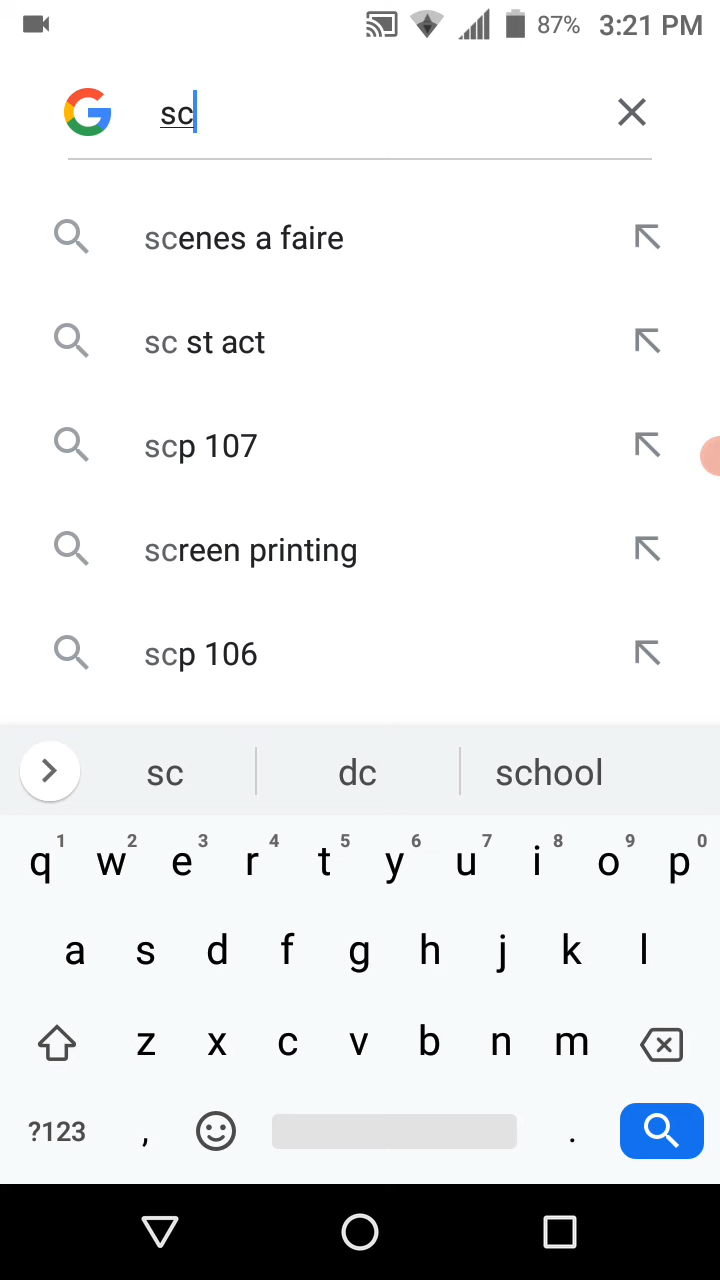 87% 3:21 PM
sc
scenes a faire
sc st act
scp 107
screen printing
scp 106
sc dc school
1 2 3 4 5 6 7 8 9 0
q w e r t y u i o p
a s d f g h j k l
z x c v b n m
?123 , .